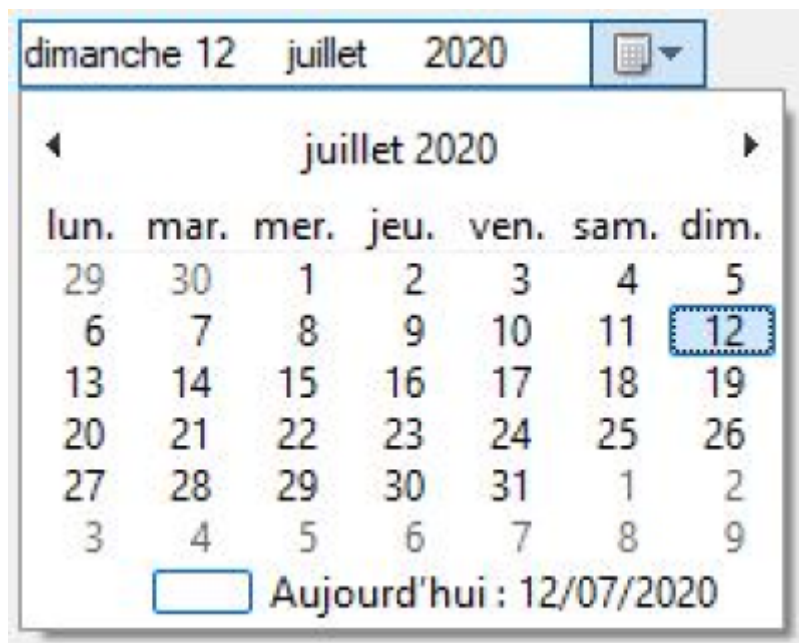 dimanche 12 juillet 2020
juillet 2020
lun. mar. mer. jeu. ven. sam. dim.
29 30 1 2 3 4 5
6 7 8 9 10 11 12
13 14 15 16 17 18 19
20 21 22 23 24 25 26
27 28 29 30 31 1 2
3 4 5 6 7 8 9
Aujourd'hui : 12/07/2020